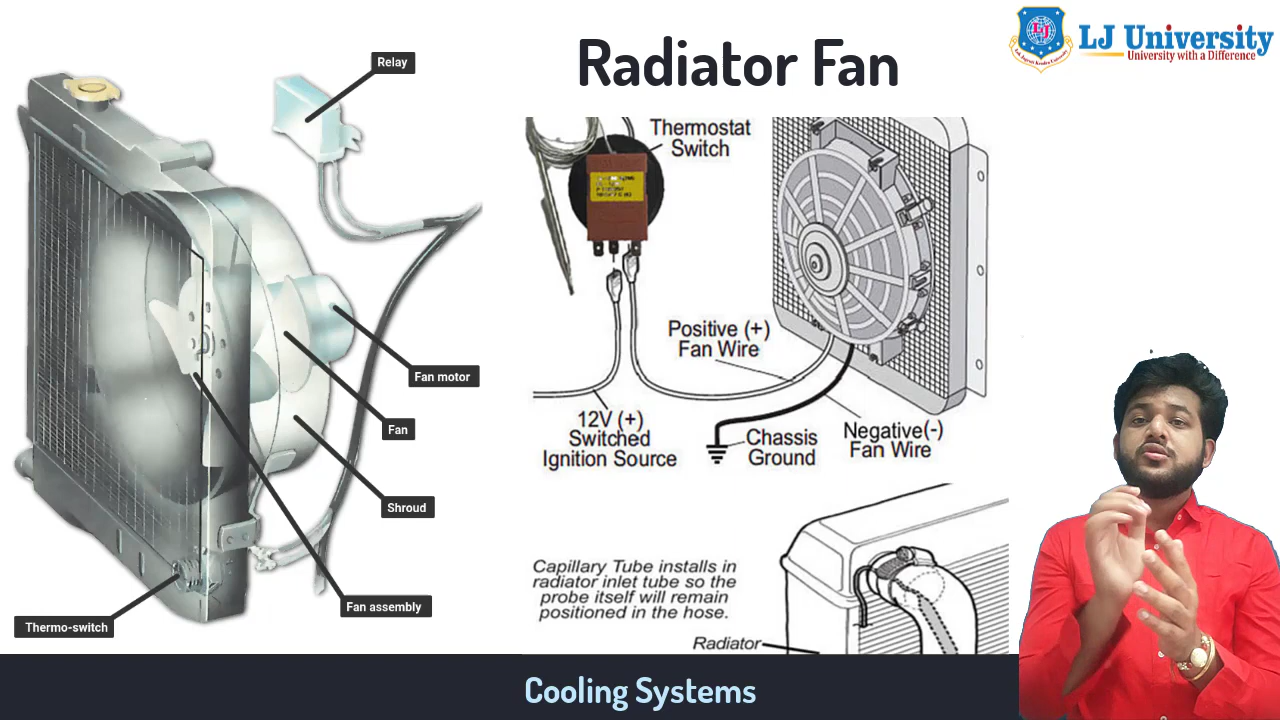 Radiator Fan
LJ University
University with a Difference
LJ
Relay
Fan motor
Fan
Shroud
Fan assembly
Thermo-switch
Thermostat
Switch
Positive (+)
Fan Wire
12V (+)
Switched
Ignition Source
Chassis
Ground
Negative(-)
Fan Wire
Capillary Tube installs in
radiator inlet tube so the
probe itself will remain
positioned in the hose.
Radiator
Cooling Systems